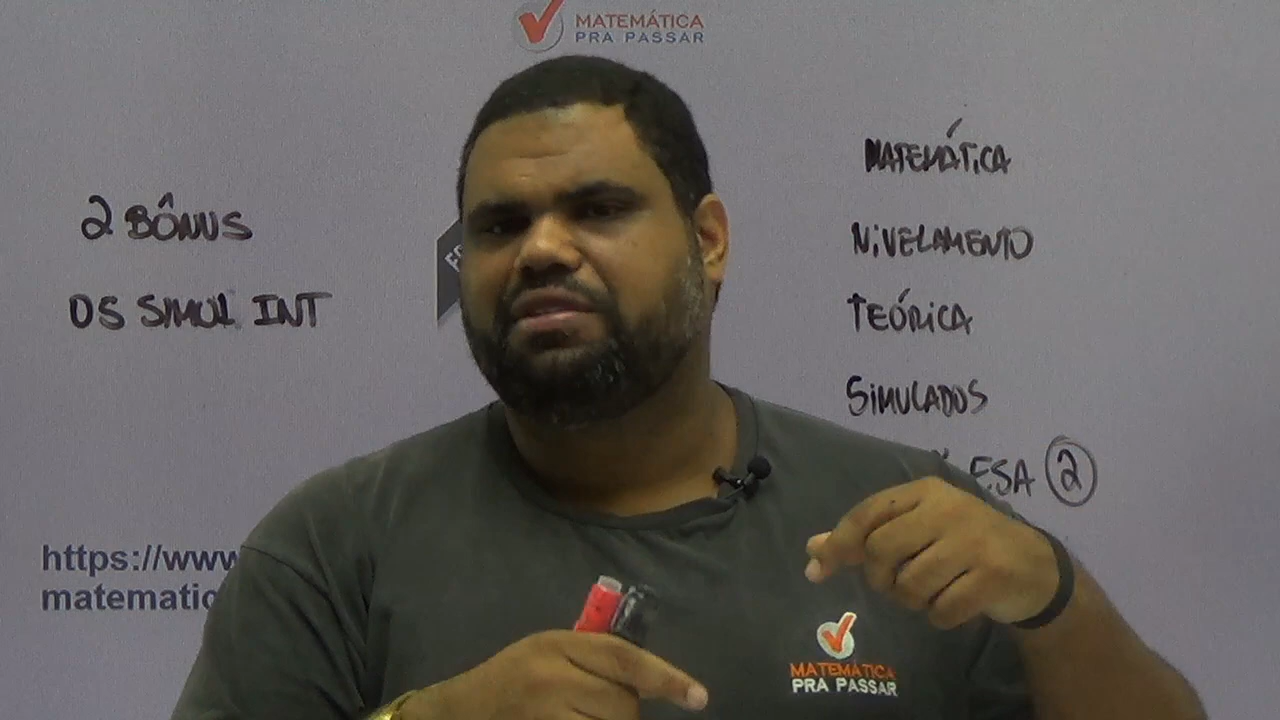 MATEMÁTICA
PRA PASSAR
2 BÔNUS
05 SIMUL INT
MATEMÁTICA
NIVELAMENTO
TEÓRICA
SIMULADOS
ESA 2
https://www
matematic
MATEMÁTICA
PRA PASSAR